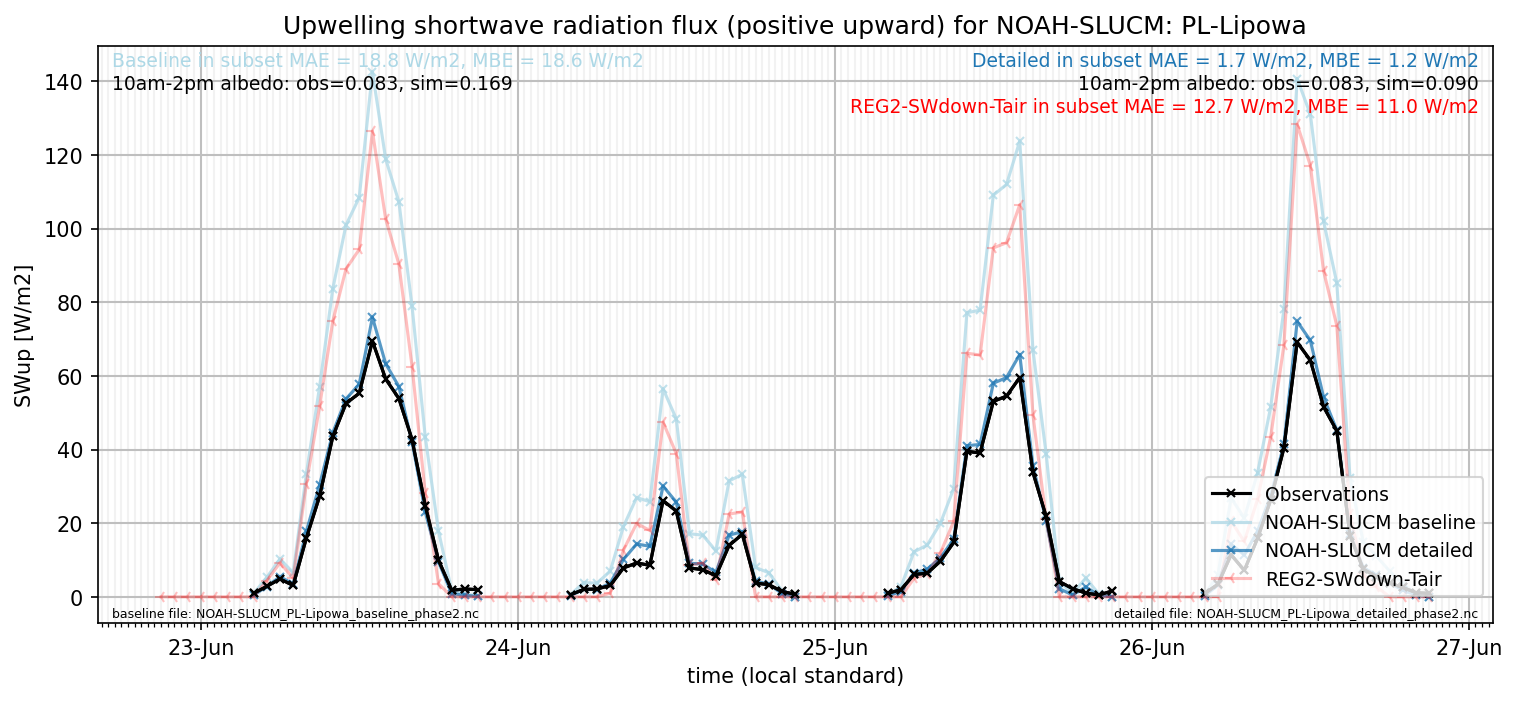 Upwelling shortwave radiation flux (positive upward) for NOAH-SLUCM: PL-Lipowa
Baseline in subset MAE = 18.8 W/m2, MBE = 18.6 W/m2
10am-2pm albedo: obs=0.083, sim=0.169
Detailed in subset MAE = 1.7 W/m2, MBE = 1.2 W/m2
10am-2pm albedo: obs=0.083, sim=0.090
REG2-SWdown-Tair in subset MAE = 12.7 W/m2, MBE = 11.0 W/m2
SWup [W/m2]
140
120
100
80
60
40
20
0
Observations
NOAH-SLUCM baseline
NOAH-SLUCM detailed
REG2-SWdown-Tair
baseline file: NOAH-SLUCM_PL-Lipowa_baseline_phase2.nc
detailed file: NOAH-SLUCM_PL-Lipowa_detailed_phase2.nc
23-Jun
24-Jun
25-Jun
26-Jun
27-Jun
time (local standard)